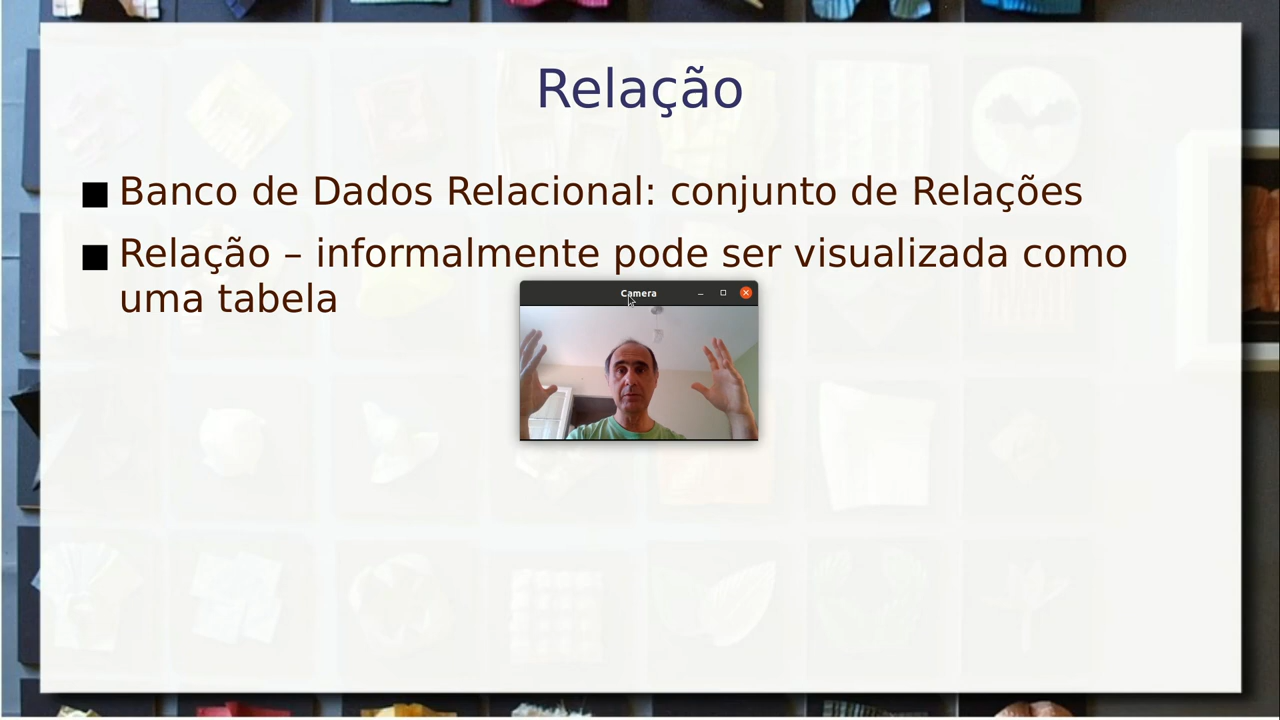 Relação
■ Banco de Dados Relacional: conjunto de Relações
■ Relação – informalmente pode ser visualizada como
uma tabela
Camera